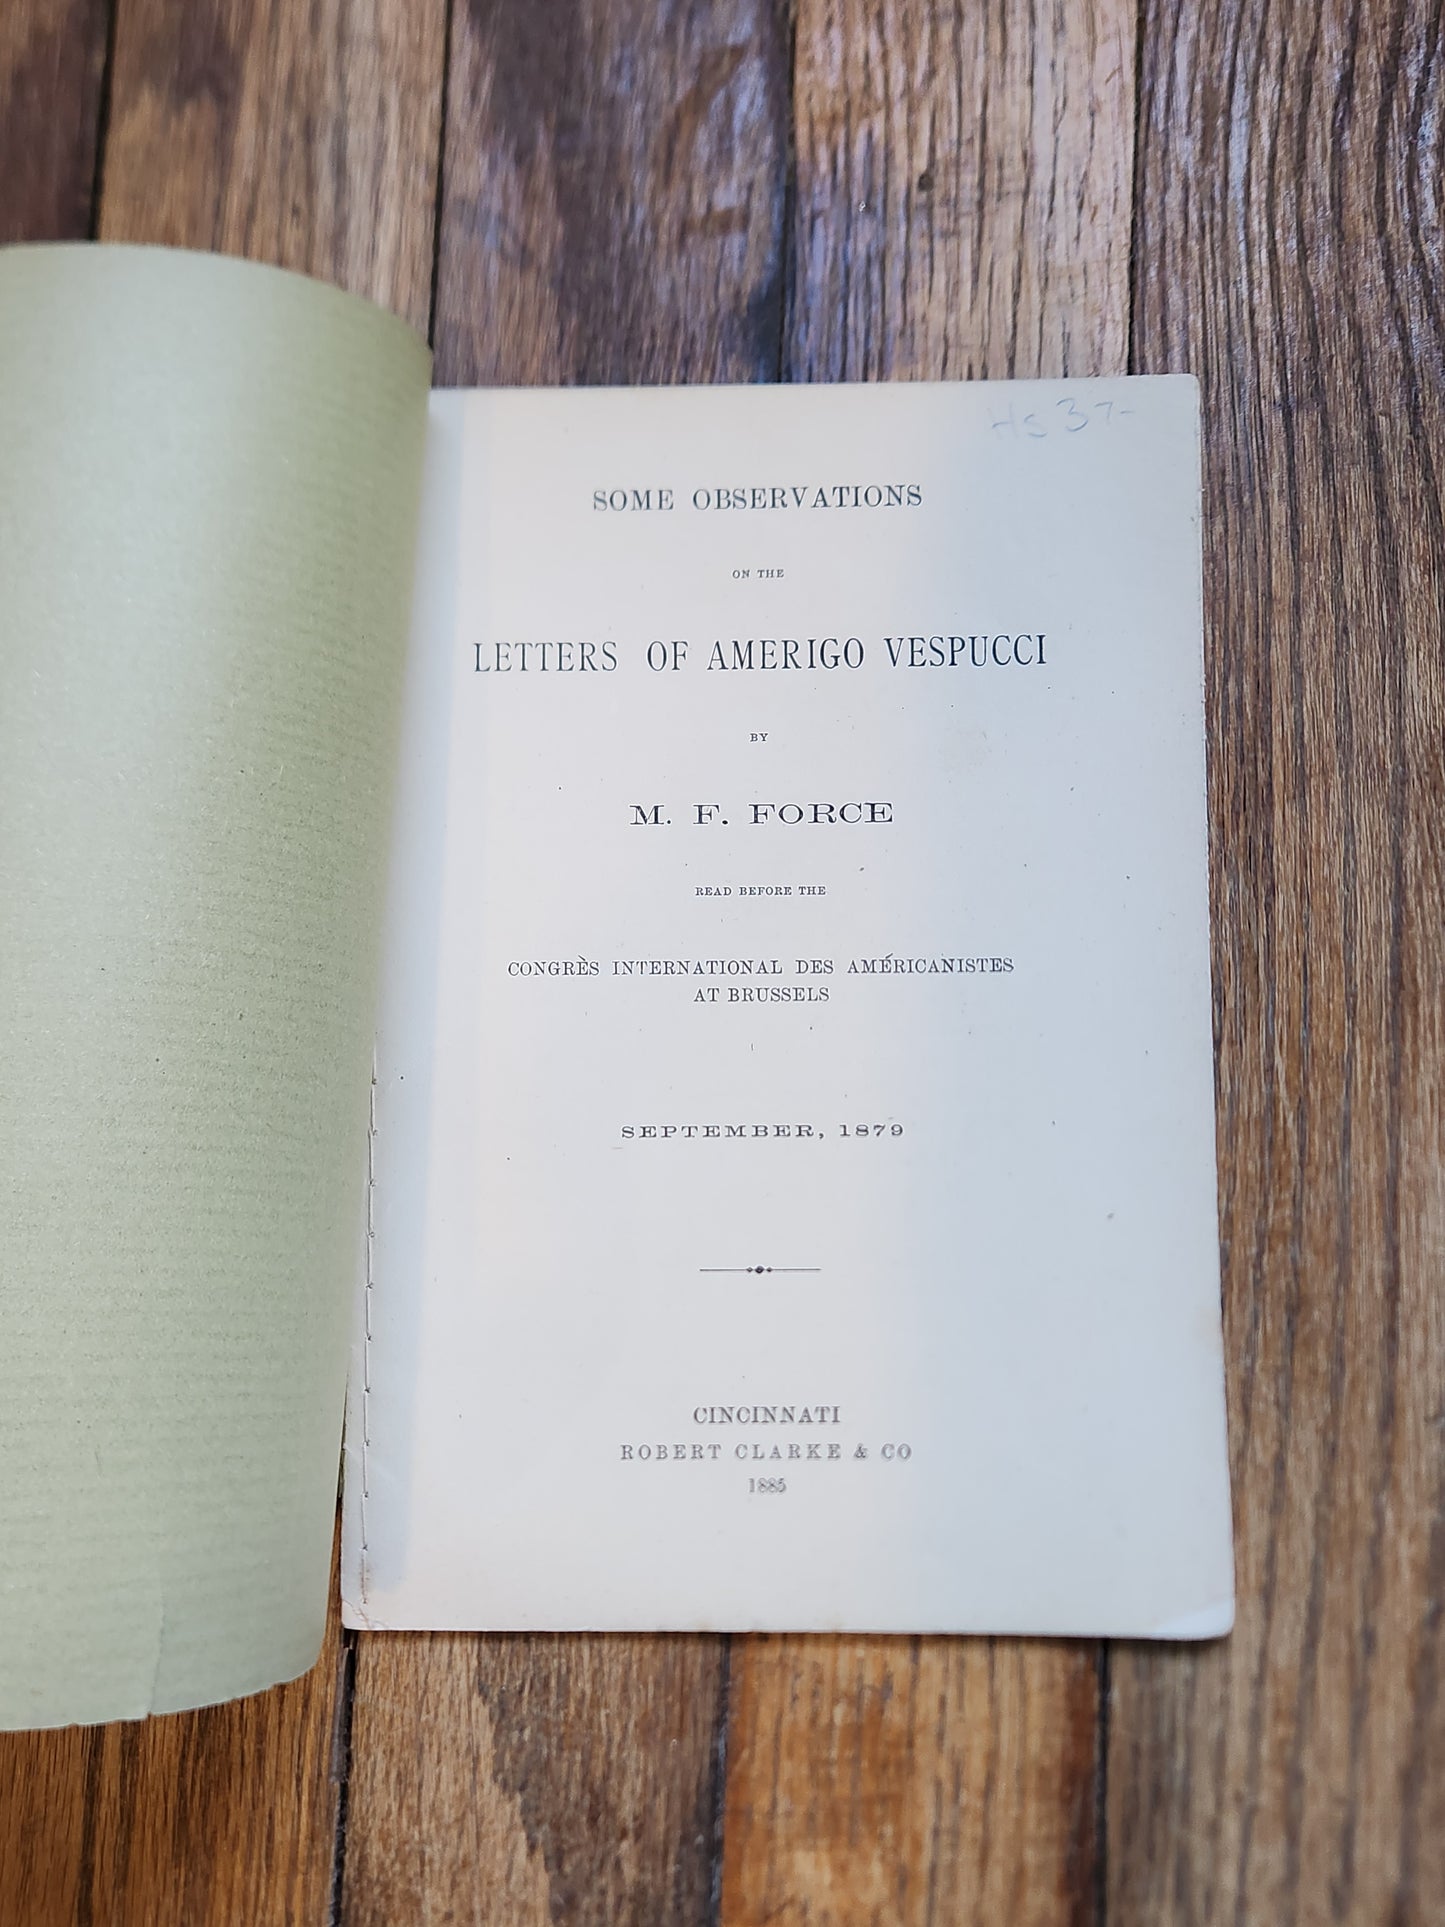 Hs 37-
SOME OBSERVATIONS
ON THE
LETTERS OF AMERIGO VESPUCCI
BY
M. F. FORCE
READ BEFORE THE
CONGRÈS INTERNATIONAL DES AMÉRICANISTES
AT BRUSSELS
SEPTEMBER, 1879
CINCINNATI
ROBERT CLARKE & CO
1885